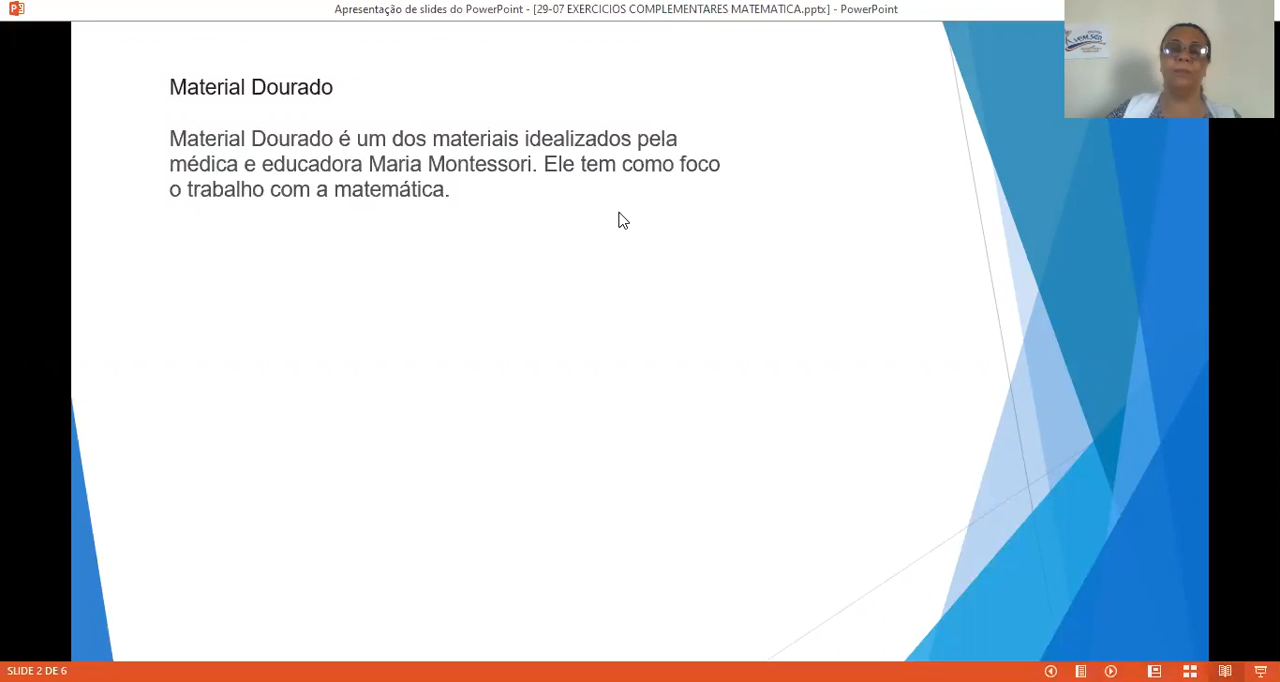 Apresentação de slides do PowerPoint - [29-07 EXERCICIOS COMPLEMENTARES MATEMATICA.pptx] - PowerPoint
Material Dourado
Material Dourado é um dos materiais idealizados pela
médica e educadora Maria Montessori. Ele tem como foco
o trabalho com a matemática.
SLIDE 2 DE 6